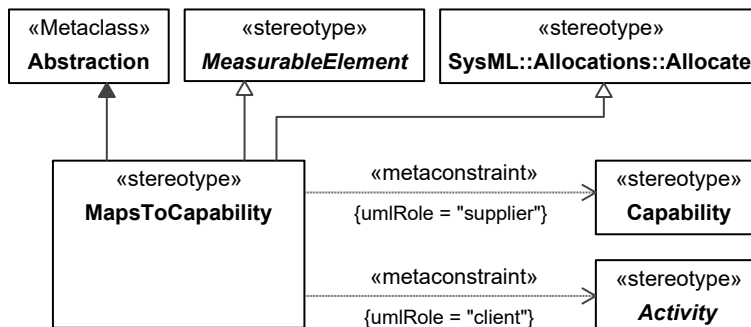 «Metaclass»
Abstraction
«stereotype»
MeasurableElement
«stereotype»
SysML::Allocations::Allocate
«stereotype»
MapsToCapability
«metaconstraint»
{umlRole = "supplier"}
«stereotype»
Capability
«metaconstraint»
{umlRole = "client"}
«stereotype»
Activity